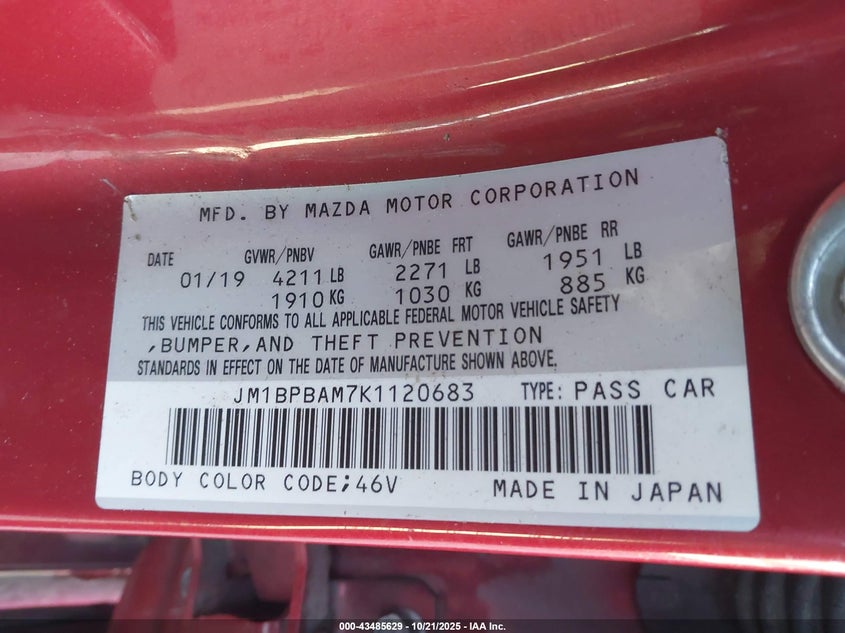 MFD. BY MAZDA MOTOR CORPORATION
DATE GVWR/PNBV GAWR/PNBE FRT GAWR/PNBE RR
01/19 4211 LB 2271 LB 1951 LB
1910 KG 1030 KG 885 KG
THIS VEHICLE CONFORMS TO ALL APPLICABLE FEDERAL MOTOR VEHICLE SAFETY
,BUMPER,AND THEFT PREVENTION
STANDARDS IN EFFECT ON THE DATE OF MANUFACTURE SHOWN ABOVE.
JM1BPBAM7K1120683 TYPE: PASS CAR
BODY COLOR CODE;46V MADE IN JAPAN
000-43485629 - 10/21/2025 - IAA Inc.